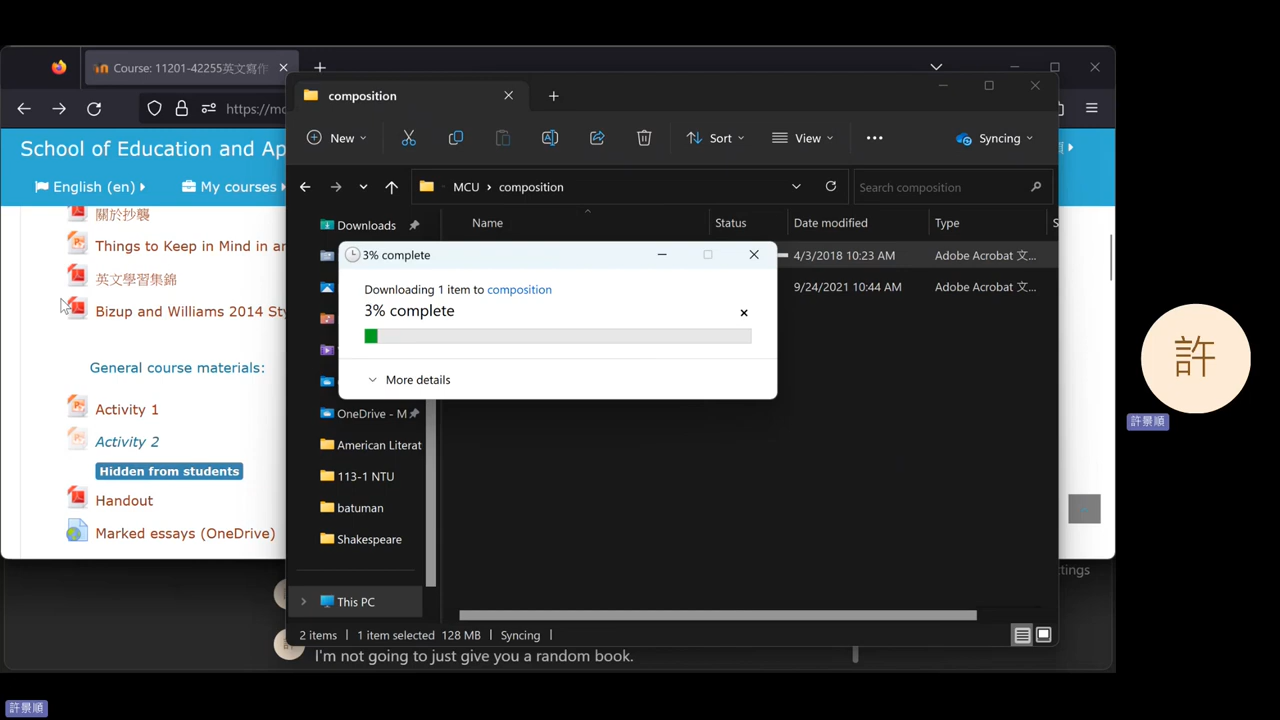 Course: 11201-42255英文寫作
https://mo
School of Education and Ap
English (en)
My courses
關於抄襲
Things to Keep in Mind in an
英文學習集錦
Bizup and Williams 2014 Sty
General course materials:
Activity 1
Activity 2
Hidden from students
Handout
Marked essays (OneDrive)
composition
New
Sort
View
Syncing
MCU > composition
Search composition
Name
Status
Date modified
Type
Downloads
4/3/2018 10:23 AM
Adobe Acrobat 文...
9/24/2021 10:44 AM
Adobe Acrobat 文...
3% complete
Downloading 1 item to composition
3% complete
More details
OneDrive - M
American Literat
113-1 NTU
batuman
Shakespeare
This PC
2 items
1 item selected 128 MB
Syncing
ttings
許
I'm not going to just give you a random book.
許
許景順
許景順